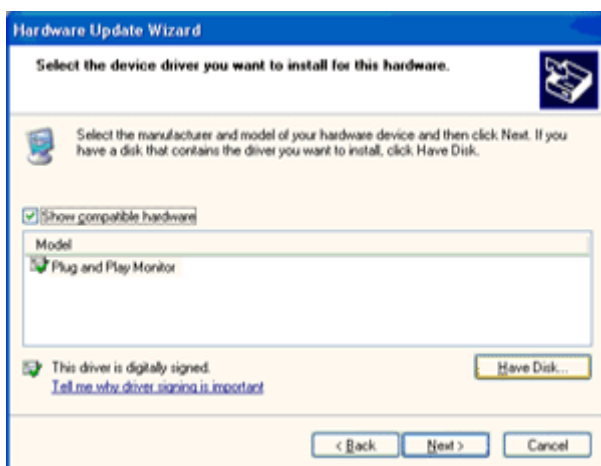 Hardware Update Wizard
Select the device driver you want to install for this hardware.
Select the manufacturer and model of your hardware device and then click Next. If you
have a disk that contains the driver you want to install, click Have Disk.
Show compatible hardware
Model
Plug and Play Monitor
This driver is digitally signed.
Have Disk...
Tell me why driver signing is important
< Back
Next >
Cancel